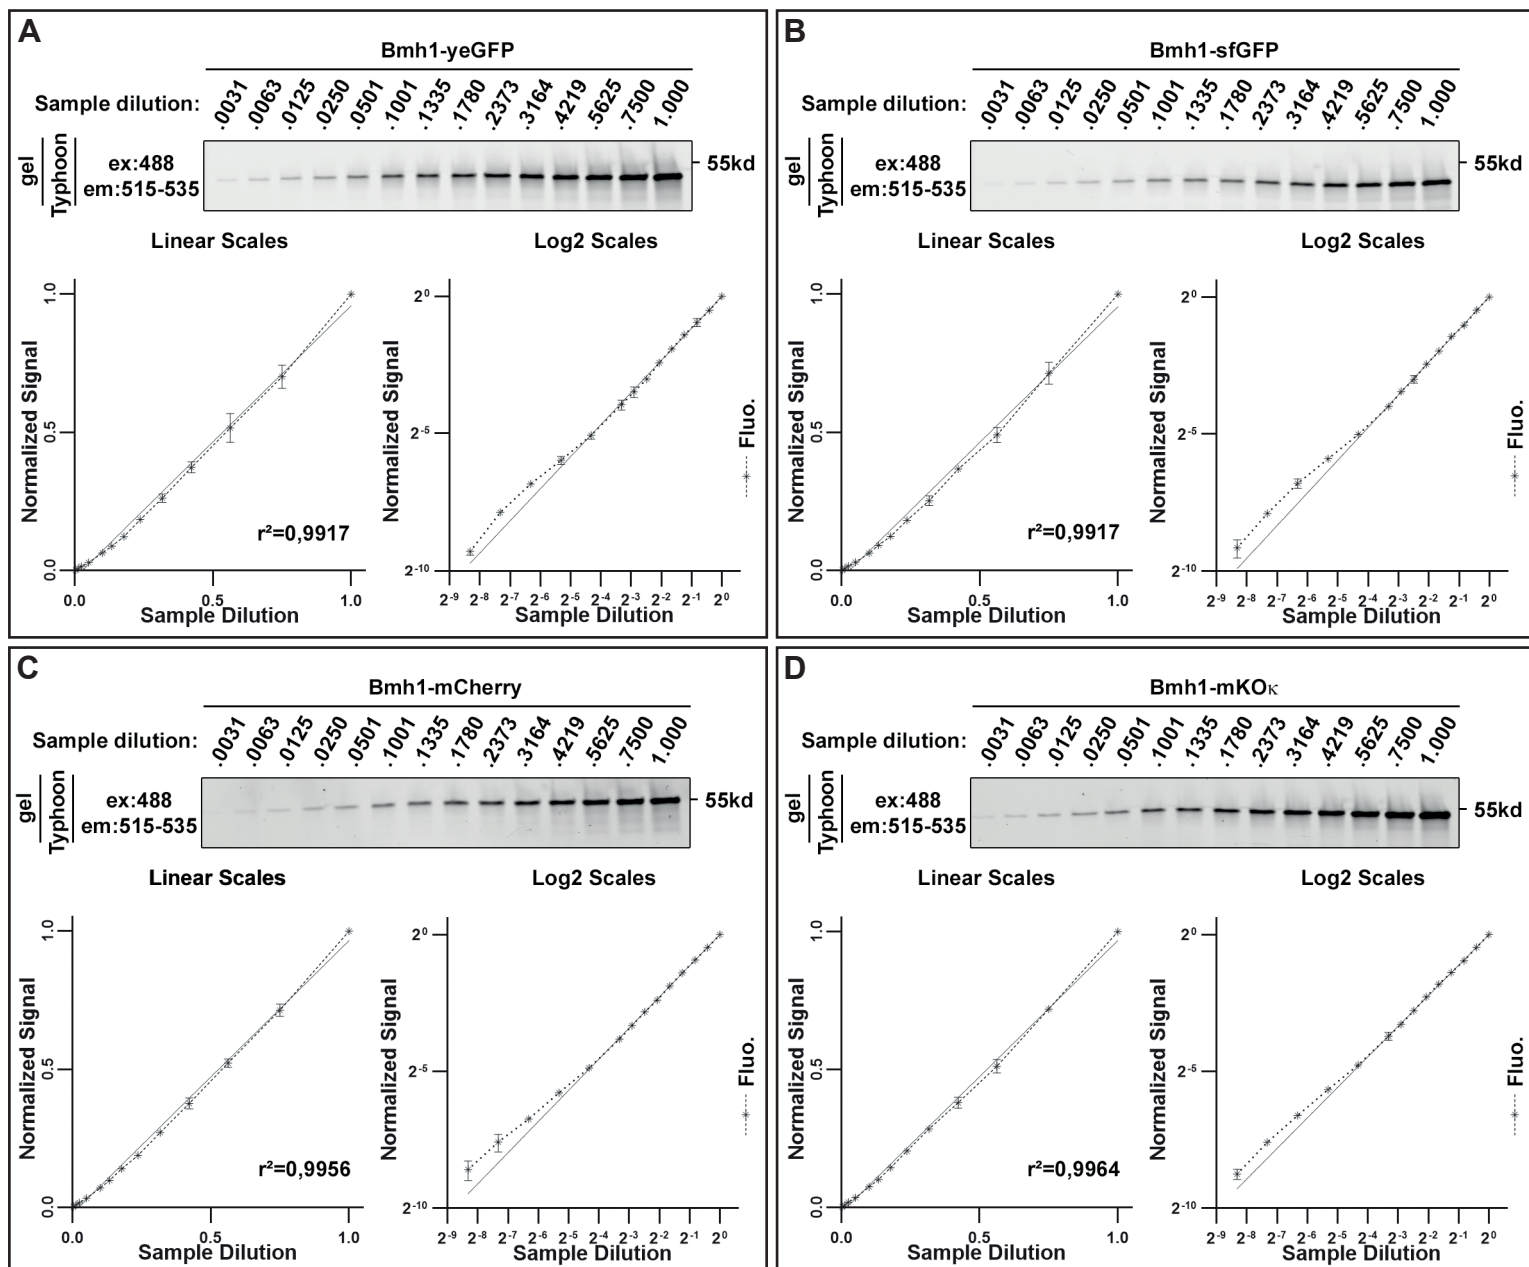 A
Bmh1-yeGFP
Sample dilution: .0031 .0063 .0125 .0250 .0501 .1001 .1335 .1780 .2373 .3164 .4219 .5625 .7500 1.000
gel
Typhoon
ex:488
em:515-535
55kd
Linear Scales
Log2 Scales
Normalized Signal
1.0
0.5
0.0
r²=0,9917
0.0 0.5 1.0
Sample Dilution
Normalized Signal
2⁰
2⁻⁵
2⁻¹⁰
2⁻⁹ 2⁻⁸ 2⁻⁷ 2⁻⁶ 2⁻⁵ 2⁻⁴ 2⁻³ 2⁻² 2⁻¹ 2⁰
Sample Dilution
Fluo.
B
Bmh1-sfGFP
Sample dilution: .0031 .0063 .0125 .0250 .0501 .1001 .1335 .1780 .2373 .3164 .4219 .5625 .7500 1.000
gel
Typhoon
ex:488
em:515-535
55kd
Linear Scales
Log2 Scales
Normalized Signal
1.0
0.5
0.0
r²=0,9917
0.0 0.5 1.0
Sample Dilution
Normalized Signal
2⁰
2⁻⁵
2⁻¹⁰
2⁻⁹ 2⁻⁸ 2⁻⁷ 2⁻⁶ 2⁻⁵ 2⁻⁴ 2⁻³ 2⁻² 2⁻¹ 2⁰
Sample Dilution
Fluo.
C
Bmh1-mCherry
Sample dilution: .0031 .0063 .0125 .0250 .0501 .1001 .1335 .1780 .2373 .3164 .4219 .5625 .7500 1.000
gel
Typhoon
ex:488
em:515-535
55kd
Linear Scales
Log2 Scales
Normalized Signal
1.0
0.5
0.0
r²=0,9956
0.0 0.5 1.0
Sample Dilution
Normalized Signal
2⁰
2⁻⁵
2⁻¹⁰
2⁻⁹ 2⁻⁸ 2⁻⁷ 2⁻⁶ 2⁻⁵ 2⁻⁴ 2⁻³ 2⁻² 2⁻¹ 2⁰
Sample Dilution
Fluo.
D
Bmh1-mKOκ
Sample dilution: .0031 .0063 .0125 .0250 .0501 .1001 .1335 .1780 .2373 .3164 .4219 .5625 .7500 1.000
gel
Typhoon
ex:488
em:515-535
55kd
Linear Scales
Log2 Scales
Normalized Signal
1.0
0.5
0.0
r²=0,9964
0.0 0.5 1.0
Sample Dilution
Normalized Signal
2⁰
2⁻⁵
2⁻¹⁰
2⁻⁹ 2⁻⁸ 2⁻⁷ 2⁻⁶ 2⁻⁵ 2⁻⁴ 2⁻³ 2⁻² 2⁻¹ 2⁰
Sample Dilution
Fluo.